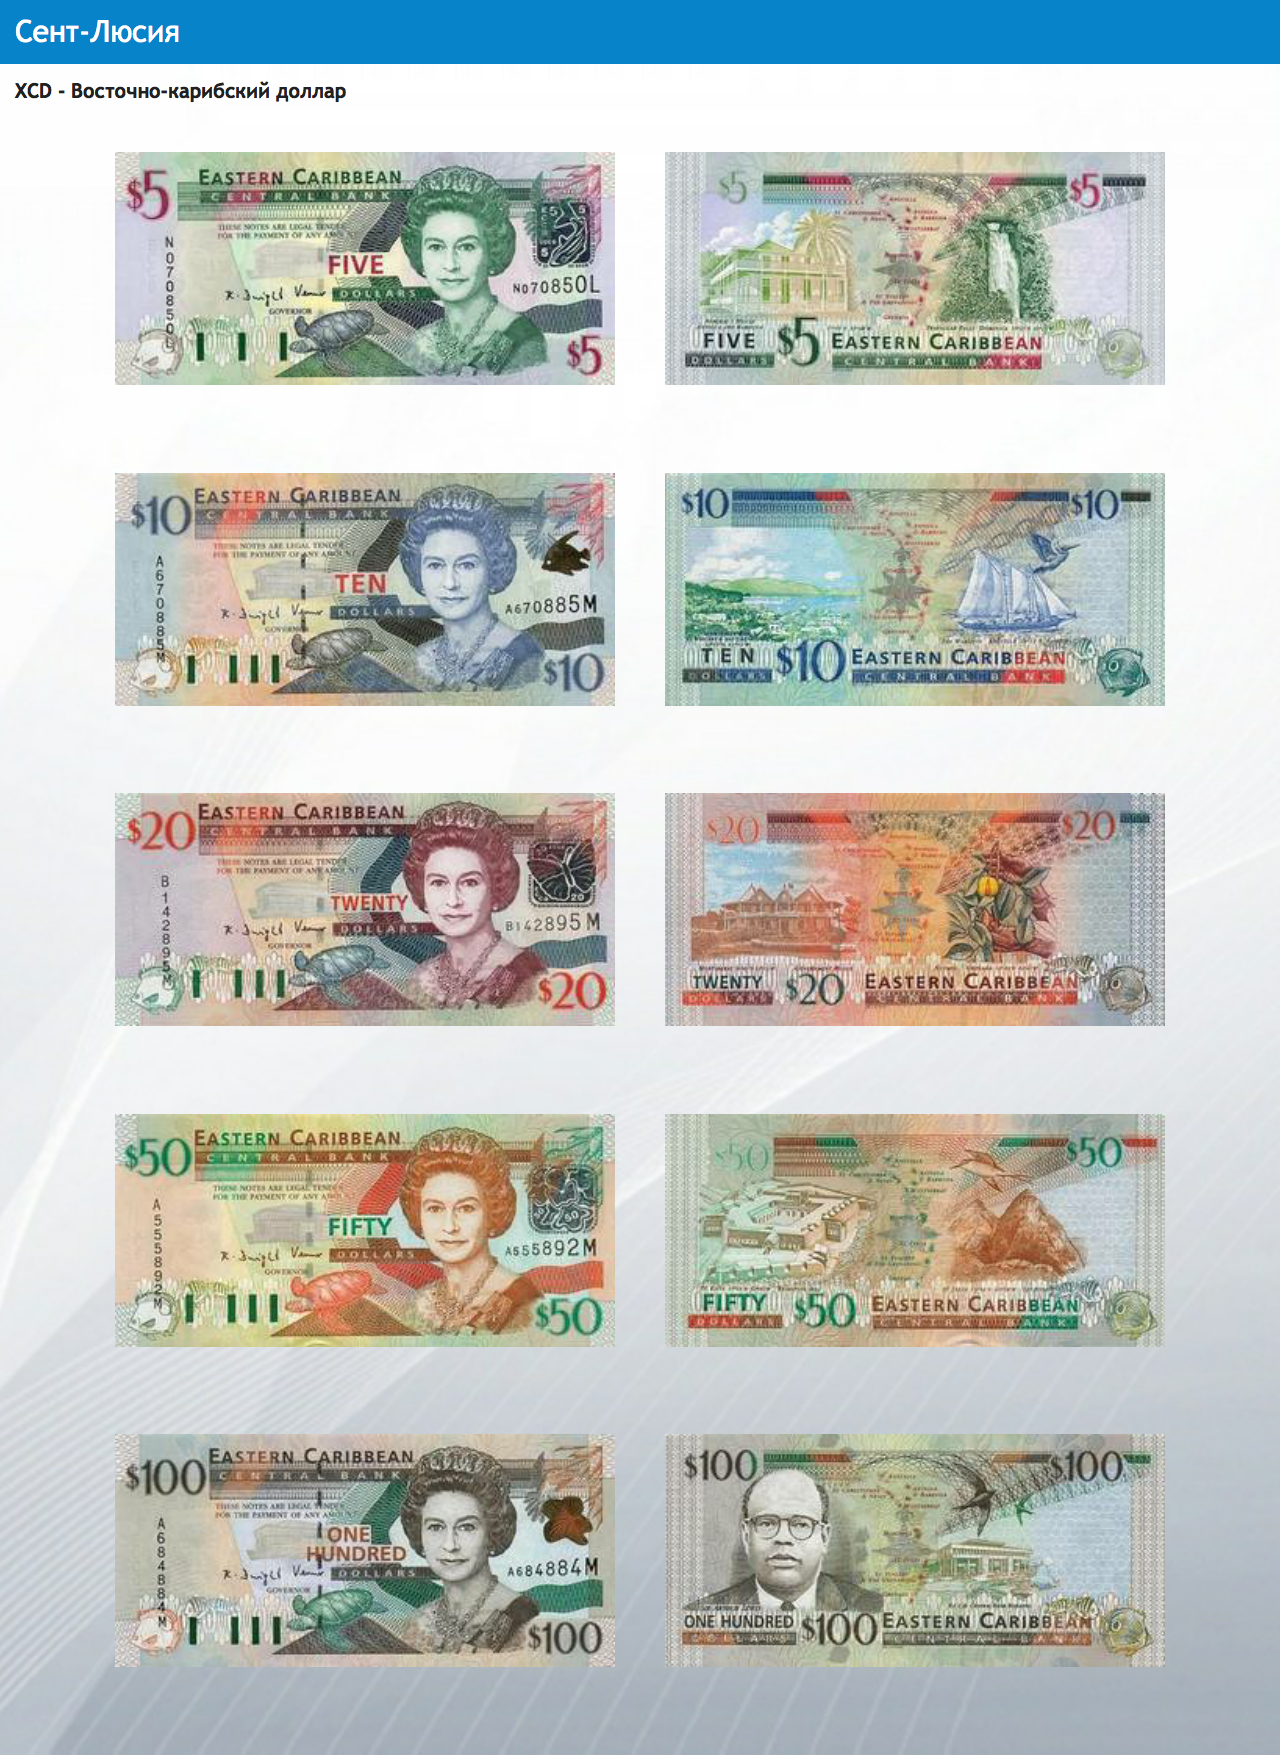 Сент-Люсия
XCD - Восточно-карибский доллар
$5 EASTERN CARIBBEAN
CENTRAL BANK
THESE NOTES ARE LEGAL TENDER
FOR THE PAYMENT OF ANY AMOUNT
N070850L
FIVE
DOLLARS
N070850L
GOVERNOR
$5
$5 $5
FIVE
DOLLARS
$5 EASTERN CARIBBEAN
CENTRAL BANK
$10 EASTERN CARIBBEAN
CENTRAL BANK
THESE NOTES ARE LEGAL TENDER
FOR THE PAYMENT OF ANY AMOUNT
A670885M
TEN
DOLLARS
A670885M
GOVERNOR
$10
$10 $10
TEN
DOLLARS
$10 EASTERN CARIBBEAN
CENTRAL BANK
$20 EASTERN CARIBBEAN
CENTRAL BANK
THESE NOTES ARE LEGAL TENDER
FOR THE PAYMENT OF ANY AMOUNT
B142895M
TWENTY
DOLLARS
B142895M
GOVERNOR
$20
$20 $20
TWENTY
DOLLARS
$20 EASTERN CARIBBEAN
CENTRAL BANK
$50 EASTERN CARIBBEAN
CENTRAL BANK
THESE NOTES ARE LEGAL TENDER
FOR THE PAYMENT OF ANY AMOUNT
A555892M
FIFTY
DOLLARS
A555892M
GOVERNOR
$50
$50 $50
FIFTY
DOLLARS
$50 EASTERN CARIBBEAN
CENTRAL BANK
$100 EASTERN CARIBBEAN
CENTRAL BANK
THESE NOTES ARE LEGAL TENDER
FOR THE PAYMENT OF ANY AMOUNT
A684884M
ONE
HUNDRED
DOLLARS
A684884M
GOVERNOR
$100
$100 $100
ONE HUNDRED
DOLLARS
$100 EASTERN CARIBBEAN
CENTRAL BANK